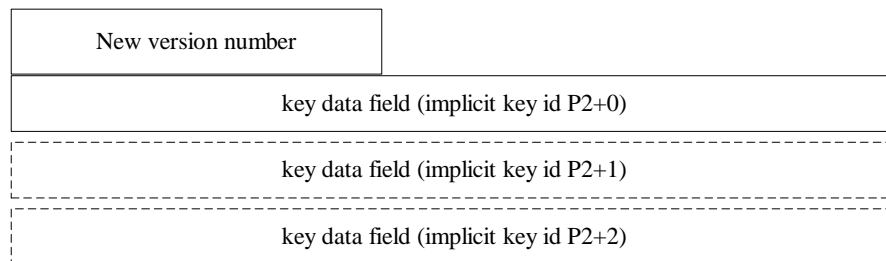 New version number
key data field (implicit key id P2+0)
key data field (implicit key id P2+1)
key data field (implicit key id P2+2)